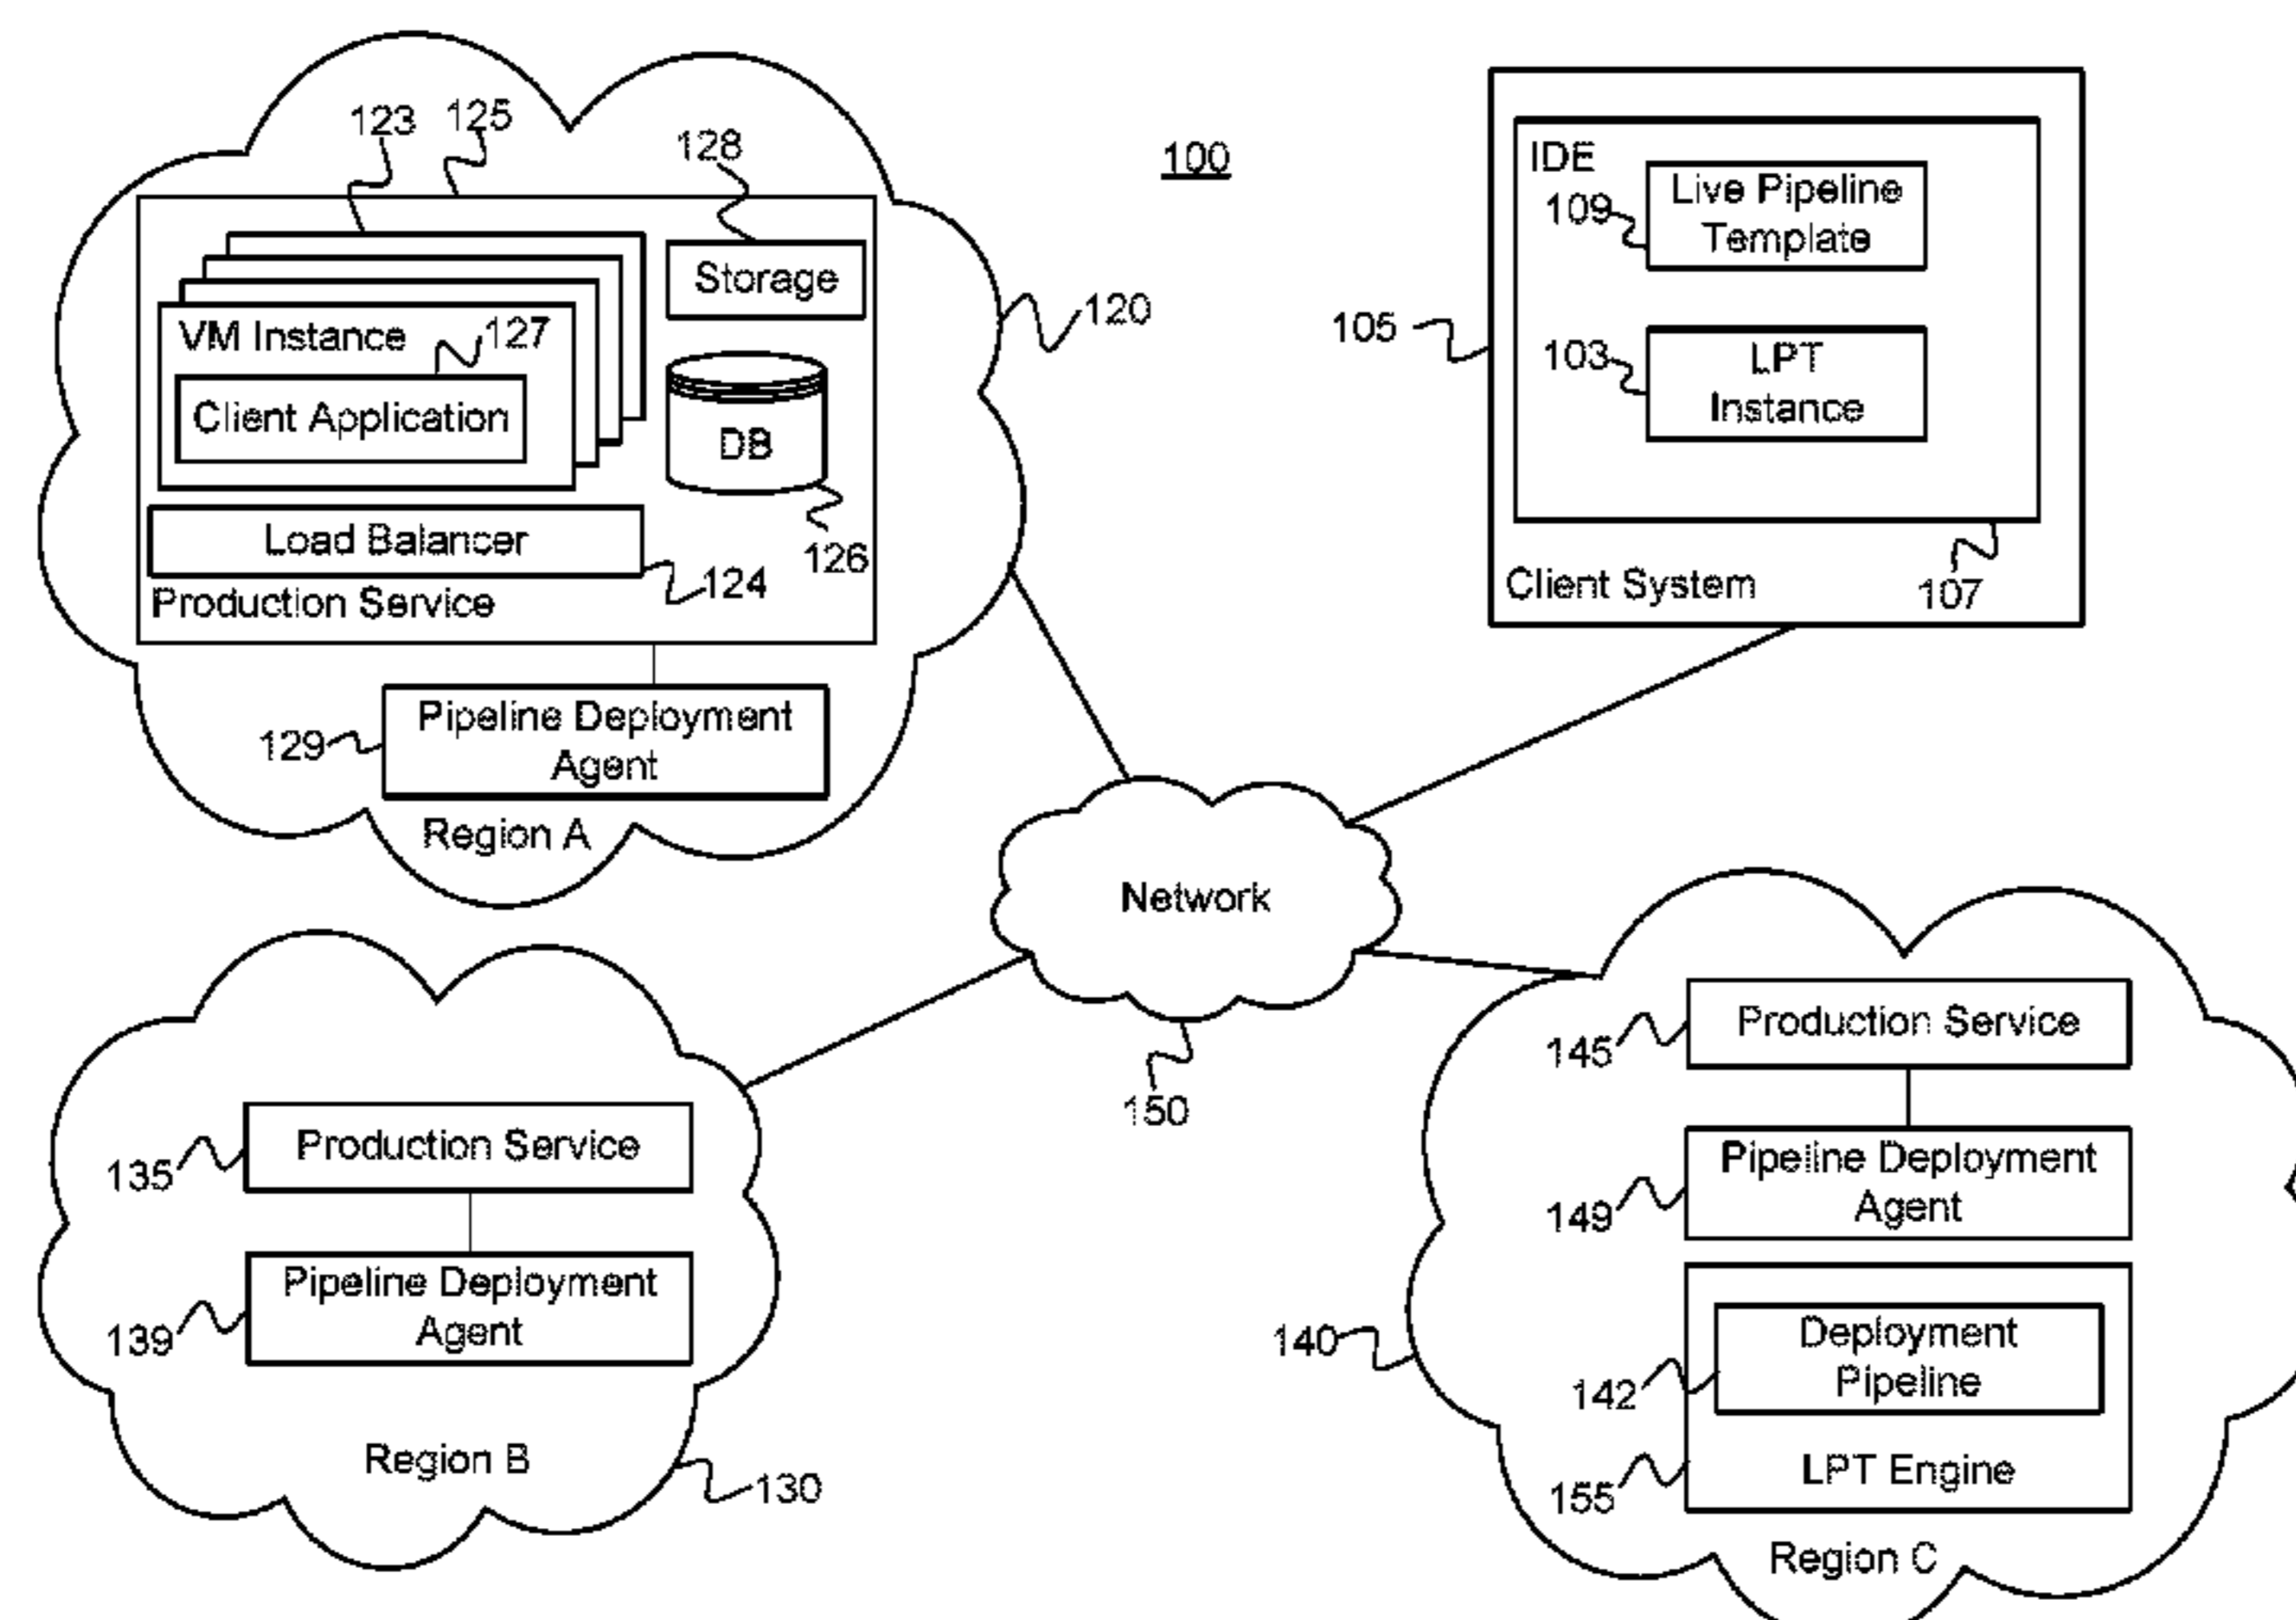 123
125
128
100
Storage
VM Instance
127
Client Application
DB
120
Load Balancer
126
124
Production Service
Pipeline Deployment
Agent
129
Region A
IDE
Live Pipeline
Template
109
105
103
LPT
Instance
Client System
107
Network
150
Production Service
135
Pipeline Deployment
Agent
139
Region B
130
Production Service
145
Pipeline Deployment
Agent
149
140
Deployment
Pipeline
142
LPT Engine
155
Region C